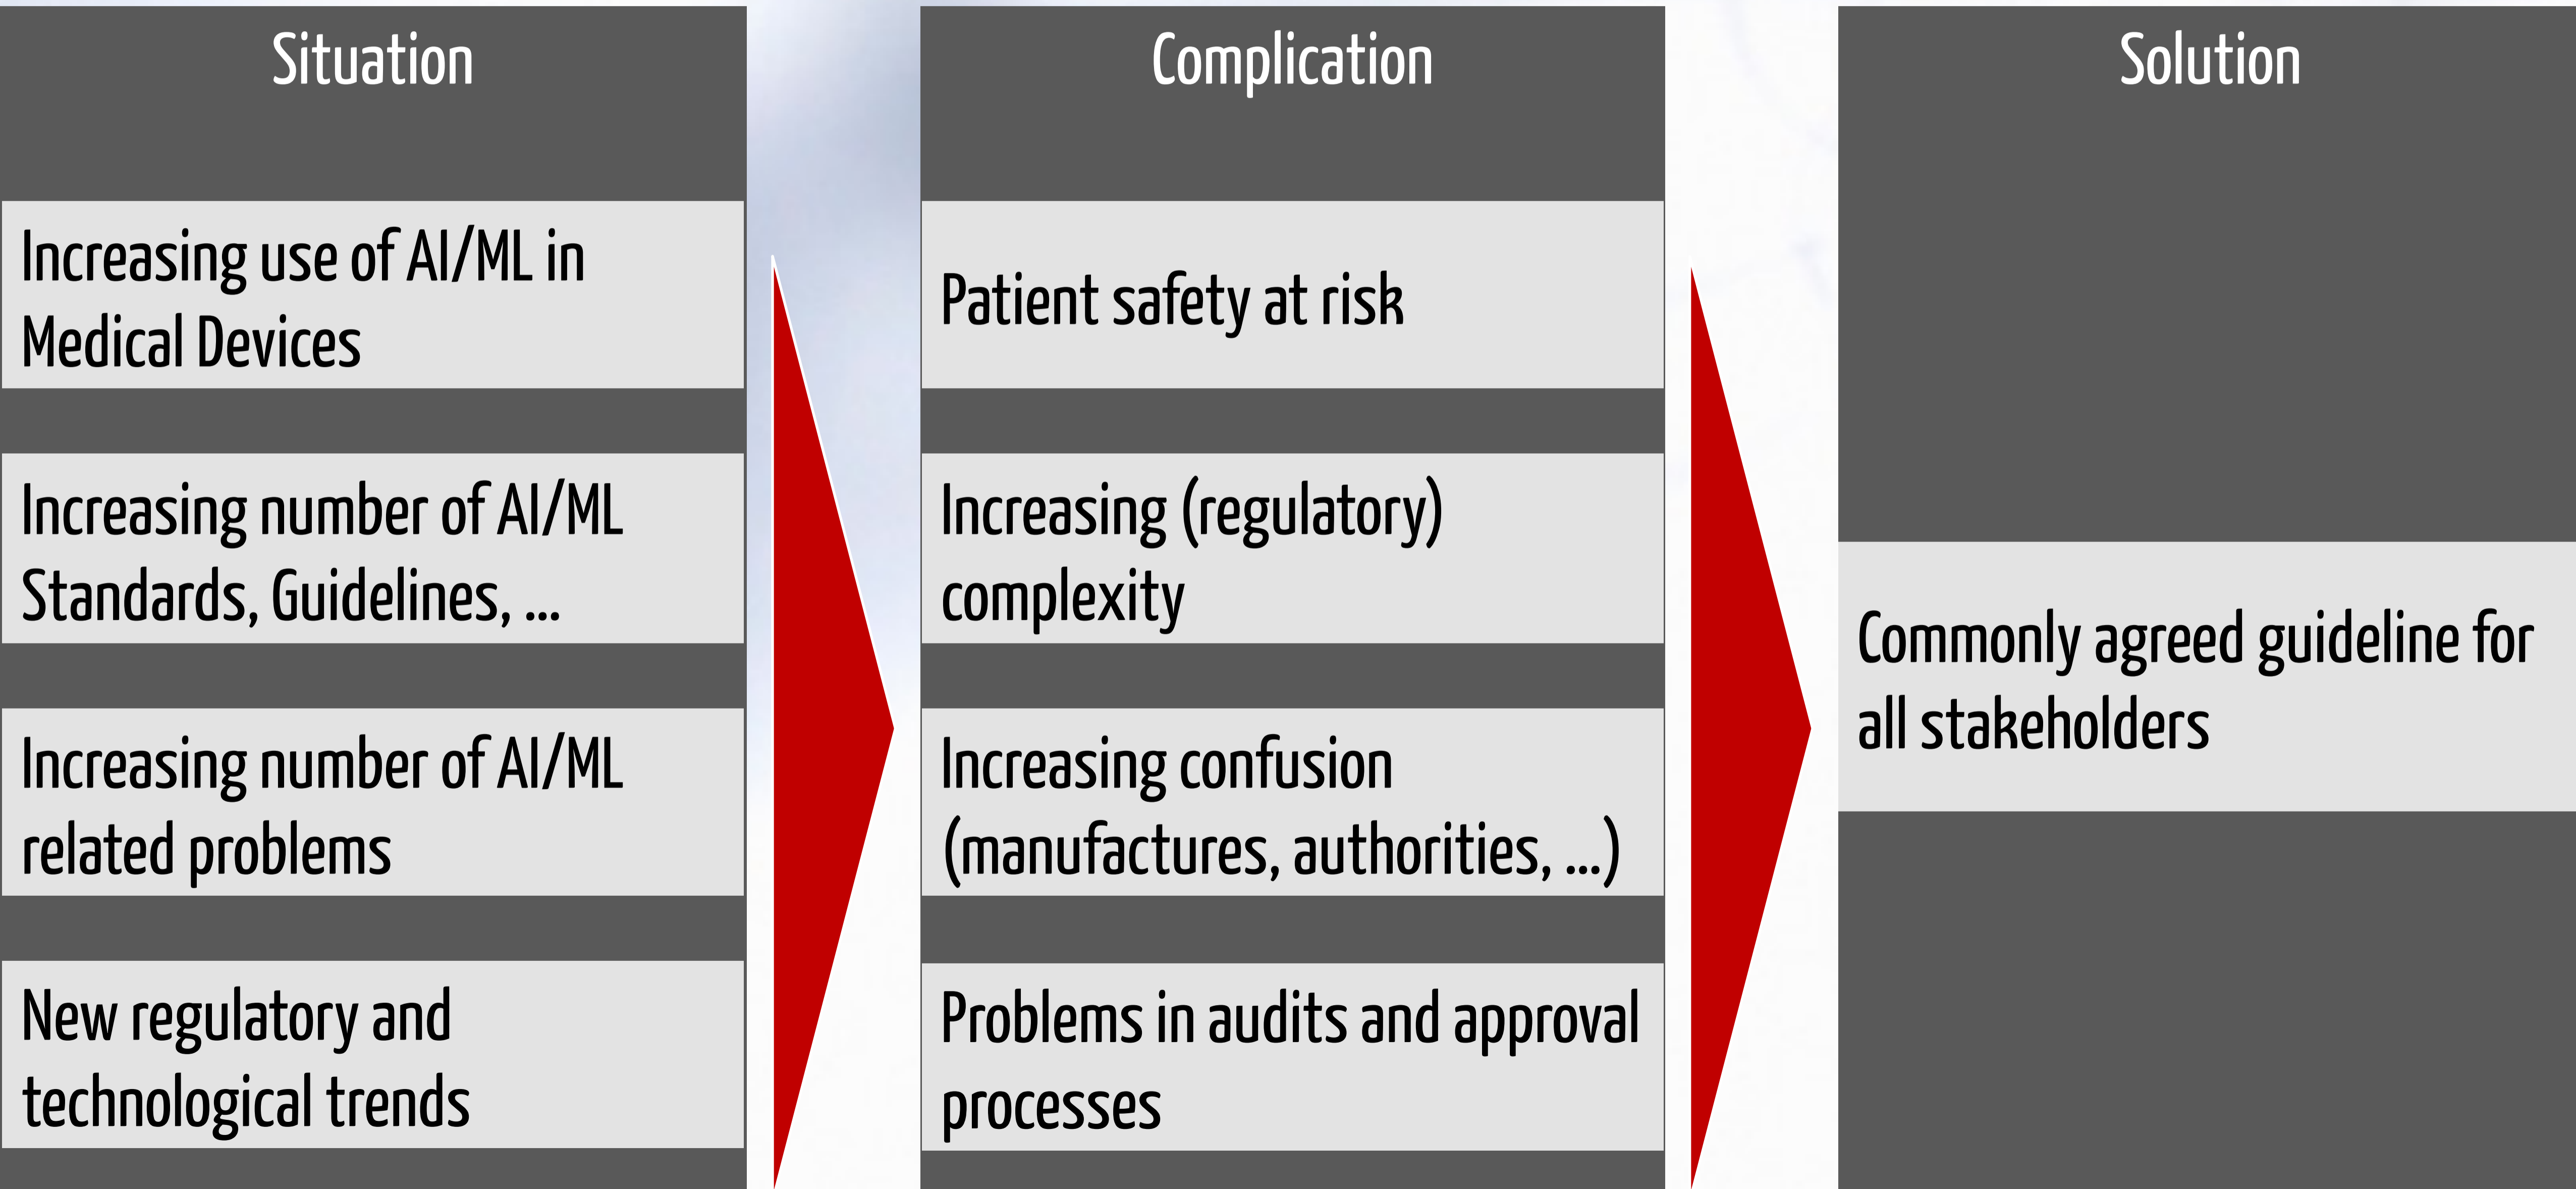 Situation
Increasing use of AI/ML in
Medical Devices
Increasing number of AI/ML
Standards, Guidelines, ...
Increasing number of AI/ML
related problems
New regulatory and
technological trends
Complication
Patient safety at risk
Increasing (regulatory)
complexity
Increasing confusion
(manufactures, authorities, ...)
Problems in audits and approval
processes
Solution
Commonly agreed guideline for
all stakeholders